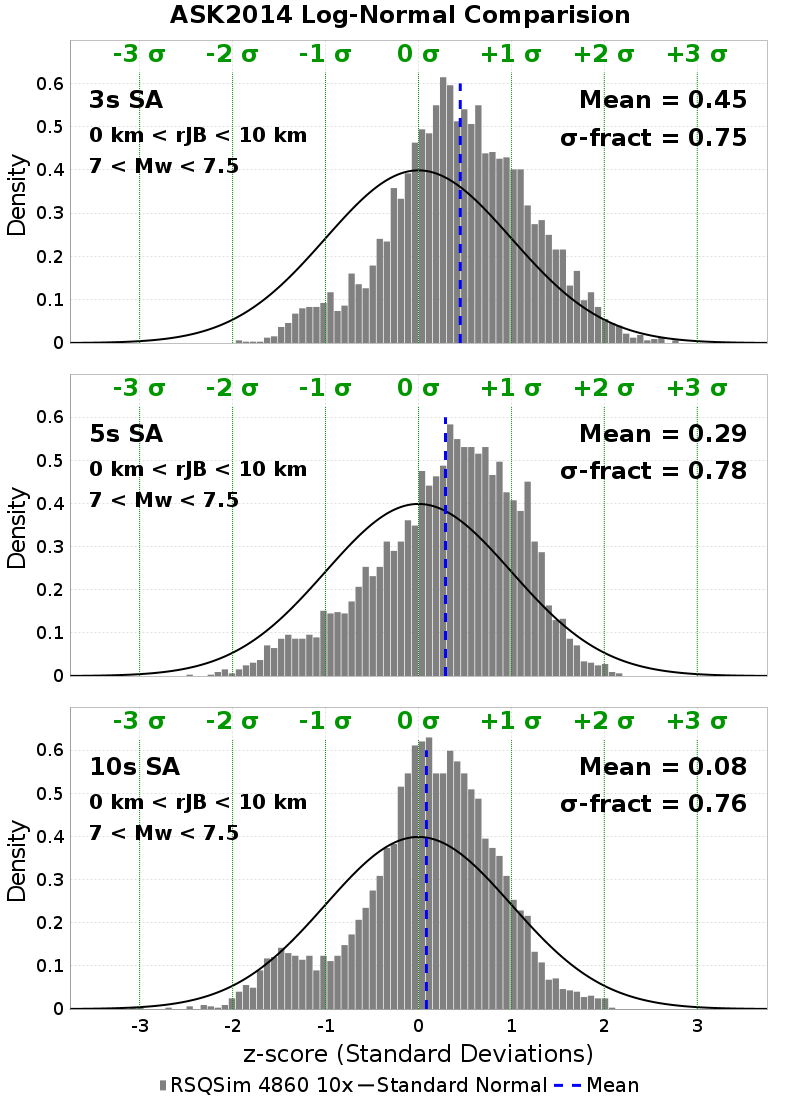 ASK2014 Log-Normal Comparision
-3 σ -2 σ -1 σ 0 σ +1 σ +2 σ +3 σ
3s SA
0 km < rJB < 10 km
7 < Mw < 7.5
Mean = 0.45
σ-fract = 0.75
0.6
0.5
0.4
0.3
0.2
0.1
0
Density
-3 σ -2 σ -1 σ 0 σ +1 σ +2 σ +3 σ
5s SA
0 km < rJB < 10 km
7 < Mw < 7.5
Mean = 0.29
σ-fract = 0.78
0.6
0.5
0.4
0.3
0.2
0.1
0
Density
-3 σ -2 σ -1 σ 0 σ +1 σ +2 σ +3 σ
10s SA
0 km < rJB < 10 km
7 < Mw < 7.5
Mean = 0.08
σ-fract = 0.76
0.6
0.5
0.4
0.3
0.2
0.1
0
Density
-3 -2 -1 0 1 2 3
z-score (Standard Deviations)
RSQSim 4860 10x Standard Normal Mean